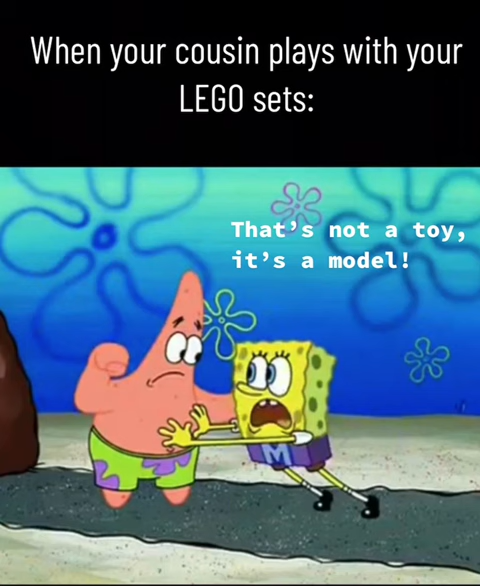 When your cousin plays with your
LEGO sets:
That’s not a toy,
it’s a model!
M